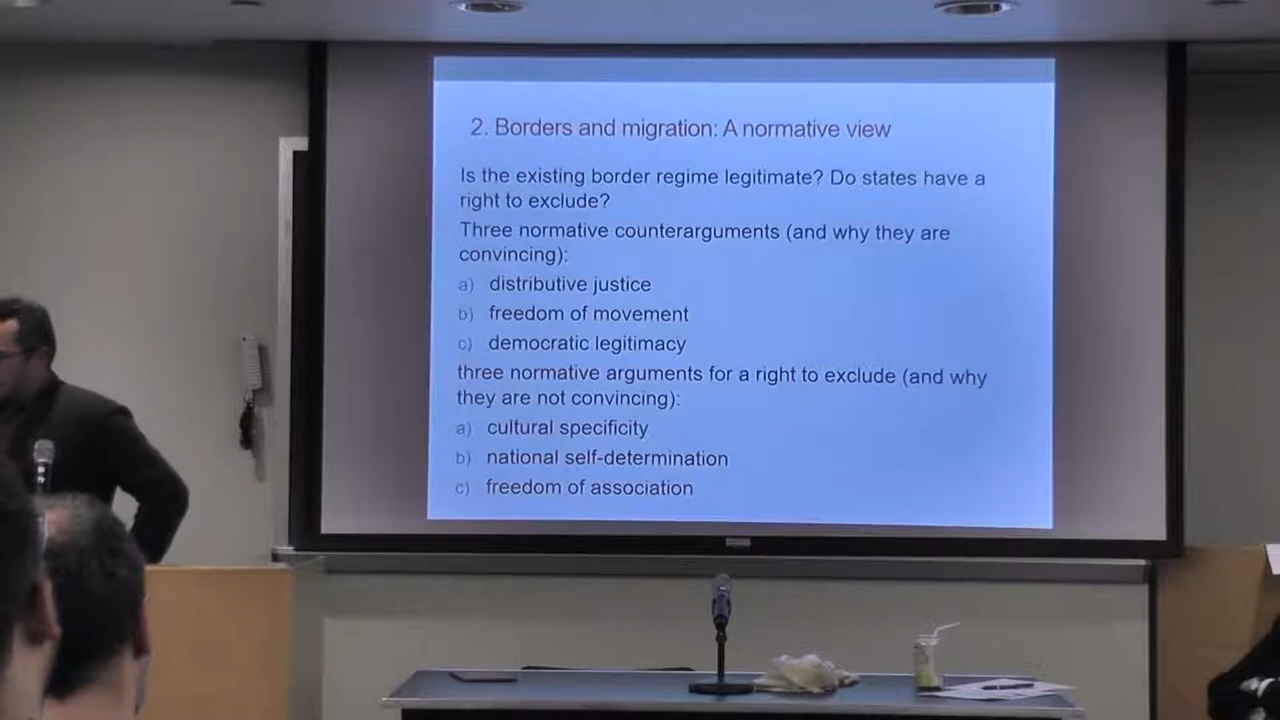 2. Borders and migration: A normative view
Is the existing border regime legitimate? Do states have a
right to exclude?
Three normative counterarguments (and why they are
convincing):
a) distributive justice
b) freedom of movement
c) democratic legitimacy
three normative arguments for a right to exclude (and why
they are not convincing):
a) cultural specificity
b) national self-determination
c) freedom of association